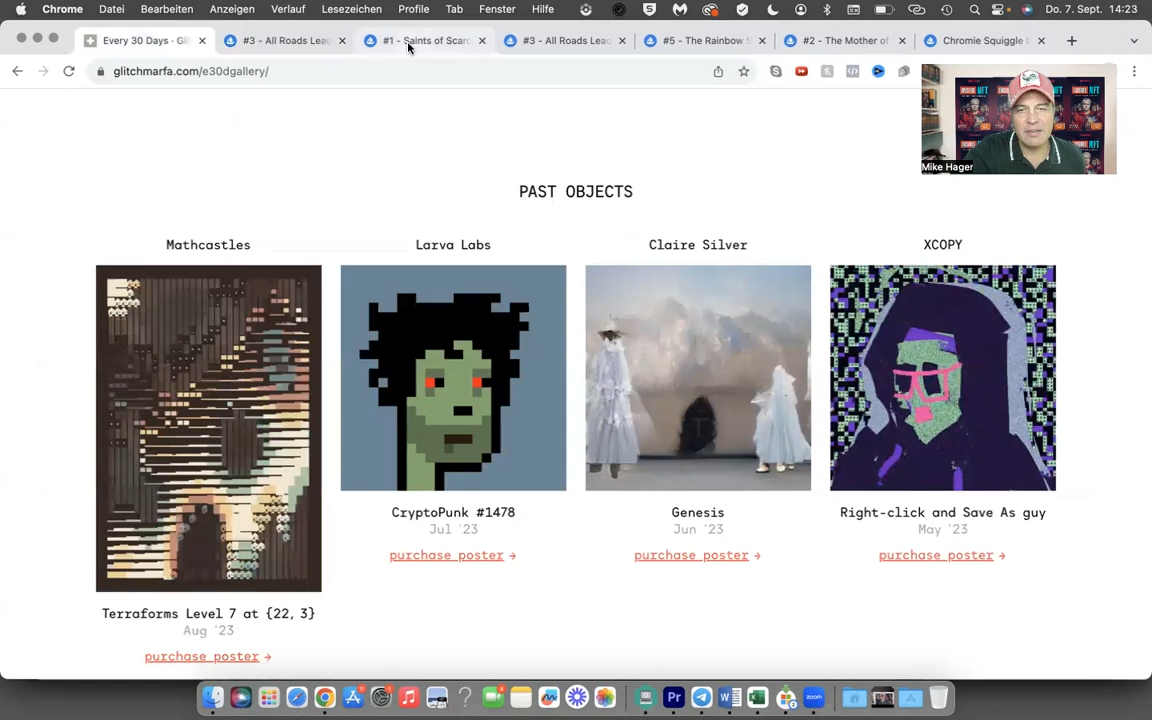 Chrome Datei Bearbeiten Anzeigen Verlauf Lesezeichen Profile Tab Fenster Hilfe Do. 7. Sept. 14:23
Every 30 Days · Gli #3 - All Roads Lea #1 - Saints of Scarc #3 - All Roads Lead #5 - The Rainbow S #2 - The Mother of Chromie Squiggle b
glitchmarfa.com/e30dgallery/
Mike Hager
PAST OBJECTS
Mathcastles Larva Labs Claire Silver XCOPY
CryptoPunk #1478 Genesis Right-click and Save As guy
Jul '23 Jun '23 May '23
purchase poster → purchase poster → purchase poster →
Terraforms Level 7 at {22, 3}
Aug '23
purchase poster →
zoom